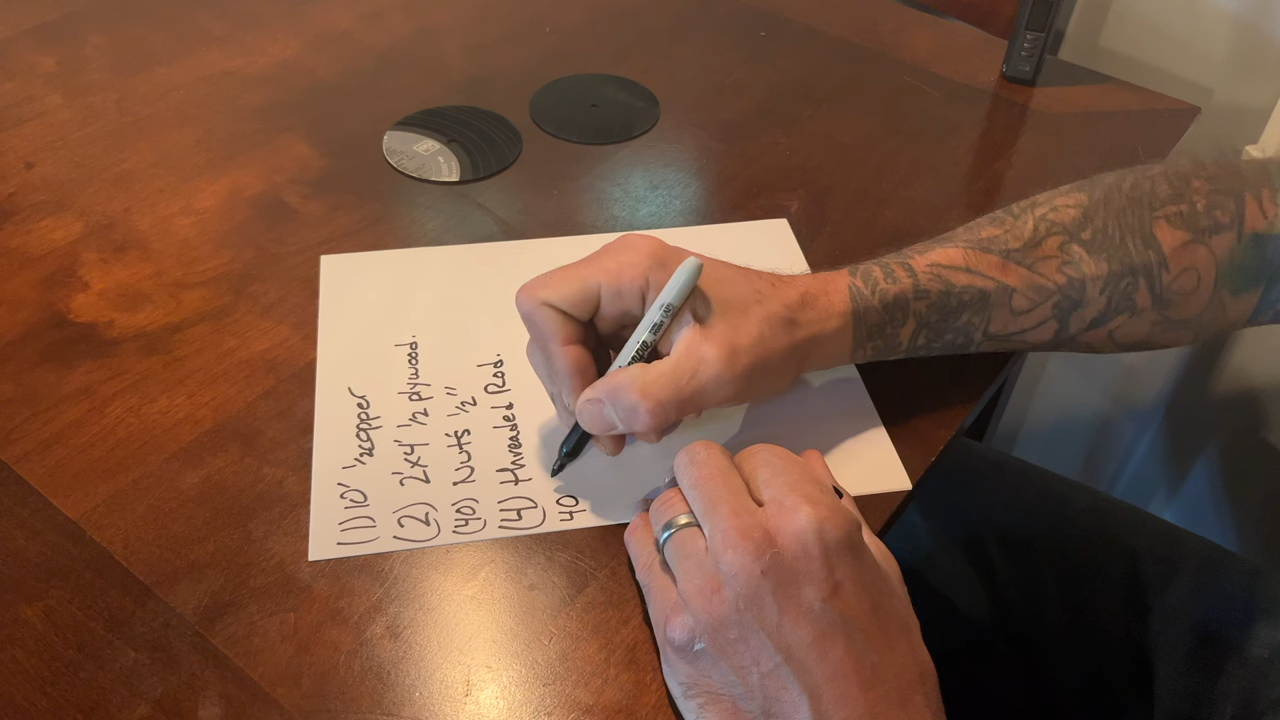 (1) 10' 1/2 copper
(2) 2'x4' 1/2 plywood.
(40) Nuts 1/2"
(4) threaded Rod.
40